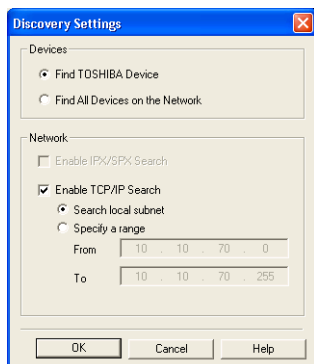 Discovery Settings
Devices
Find TOSHIBA Device
Find All Devices on the Network
Network
Enable IPX/SPX Search
Enable TCP/IP Search
Search local subnet
Specify a range
From 10 . 10 . 70 . 0
To 10 . 10 . 70 . 255
OK Cancel Help